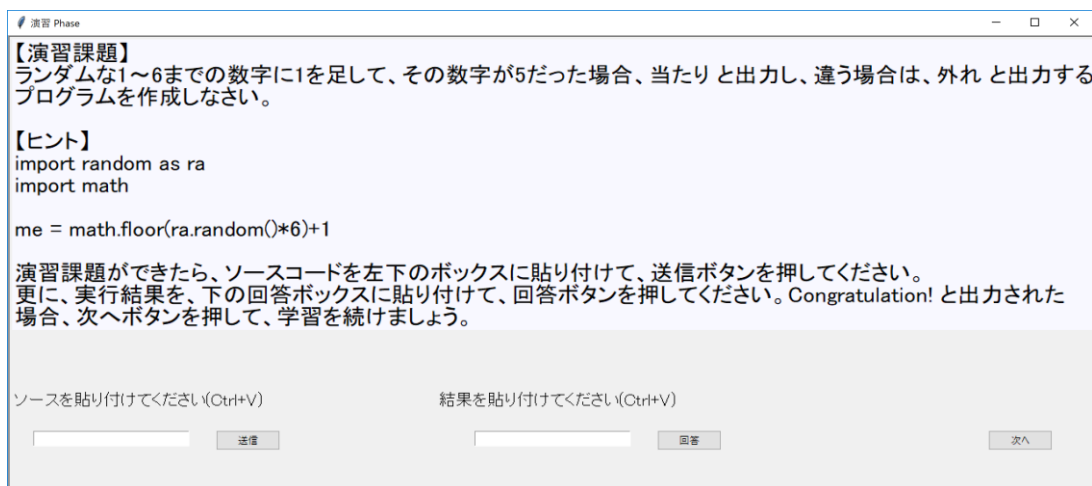 演習 Phase
【演習課題】
ランダムな1～6までの数字に1を足して、その数字が5だった場合、当たり と出力し、違う場合は、外れ と出力する
プログラムを作成しなさい。
【ヒント】
import random as ra
import math
me = math.floor(ra.random()*6)+1
演習課題ができたら、ソースコードを左下のボックスに貼り付けて、送信ボタンを押してください。
更に、実行結果を、下の回答ボックスに貼り付けて、回答ボタンを押してください。Congratulation! と出力された
場合、次へボタンを押して、学習を続けましょう。
ソースを貼り付けてください(Ctrl+V) 結果を貼り付けてください(Ctrl+V)
送信 回答 次へ